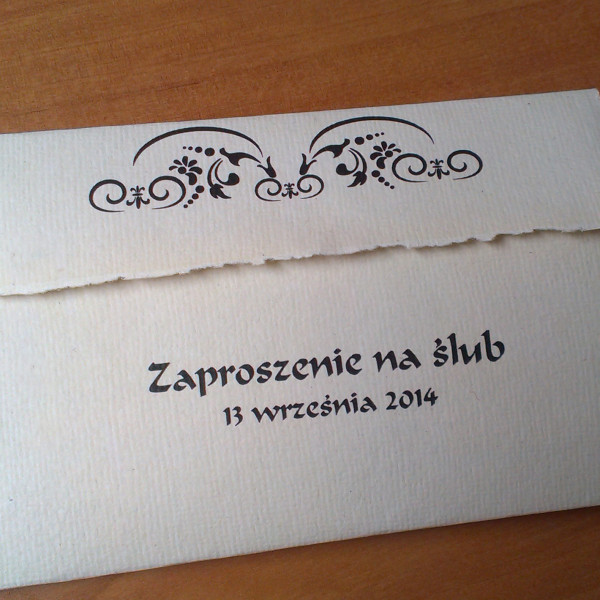 Zaproszenie na ślub
13 września 2014